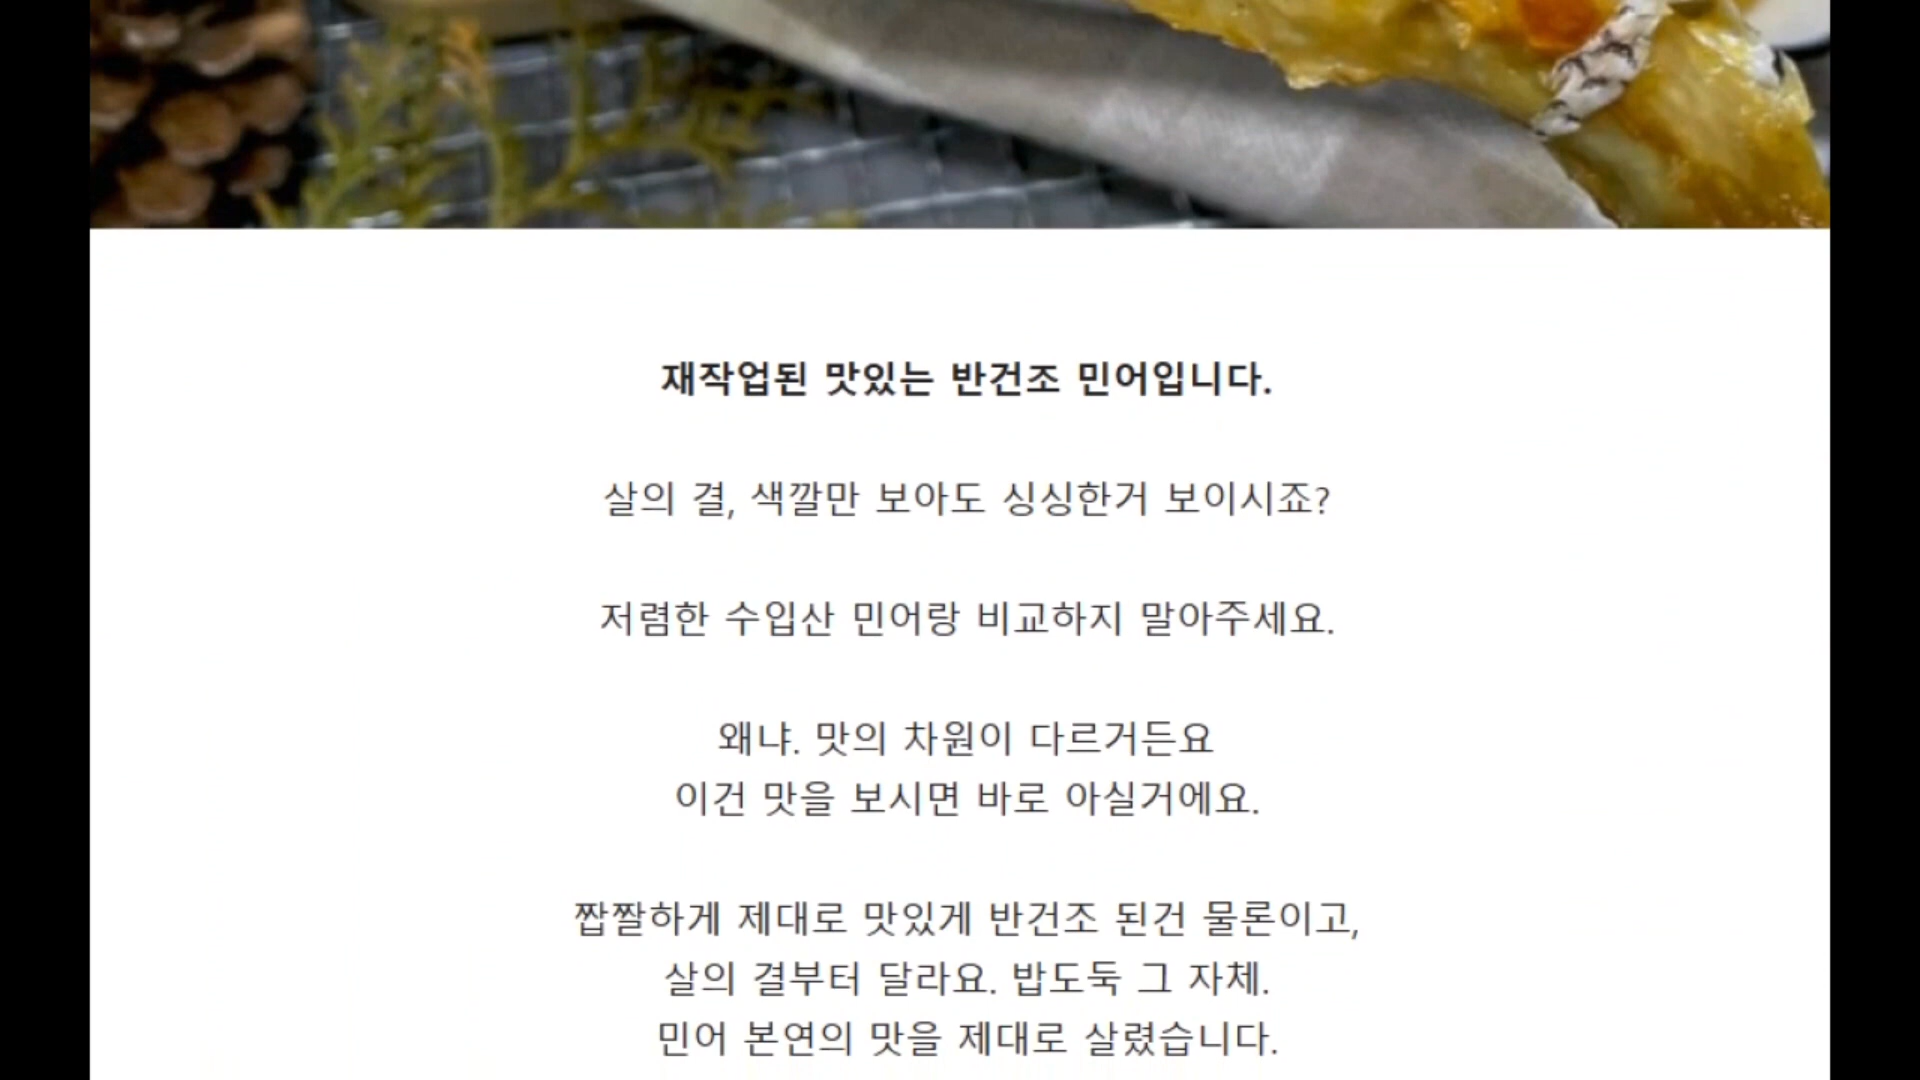 재작업된 맛있는 반건조 민어입니다.
살의 결, 색깔만 보아도 싱싱한거 보이시죠?
저렴한 수입산 민어랑 비교하지 말아주세요.
왜냐. 맛의 차원이 다르거든요
이건 맛을 보시면 바로 아실거에요.
짭짤하게 제대로 맛있게 반건조 된건 물론이고,
살의 결부터 달라요. 밥도둑 그 자체.
민어 본연의 맛을 제대로 살렸습니다.